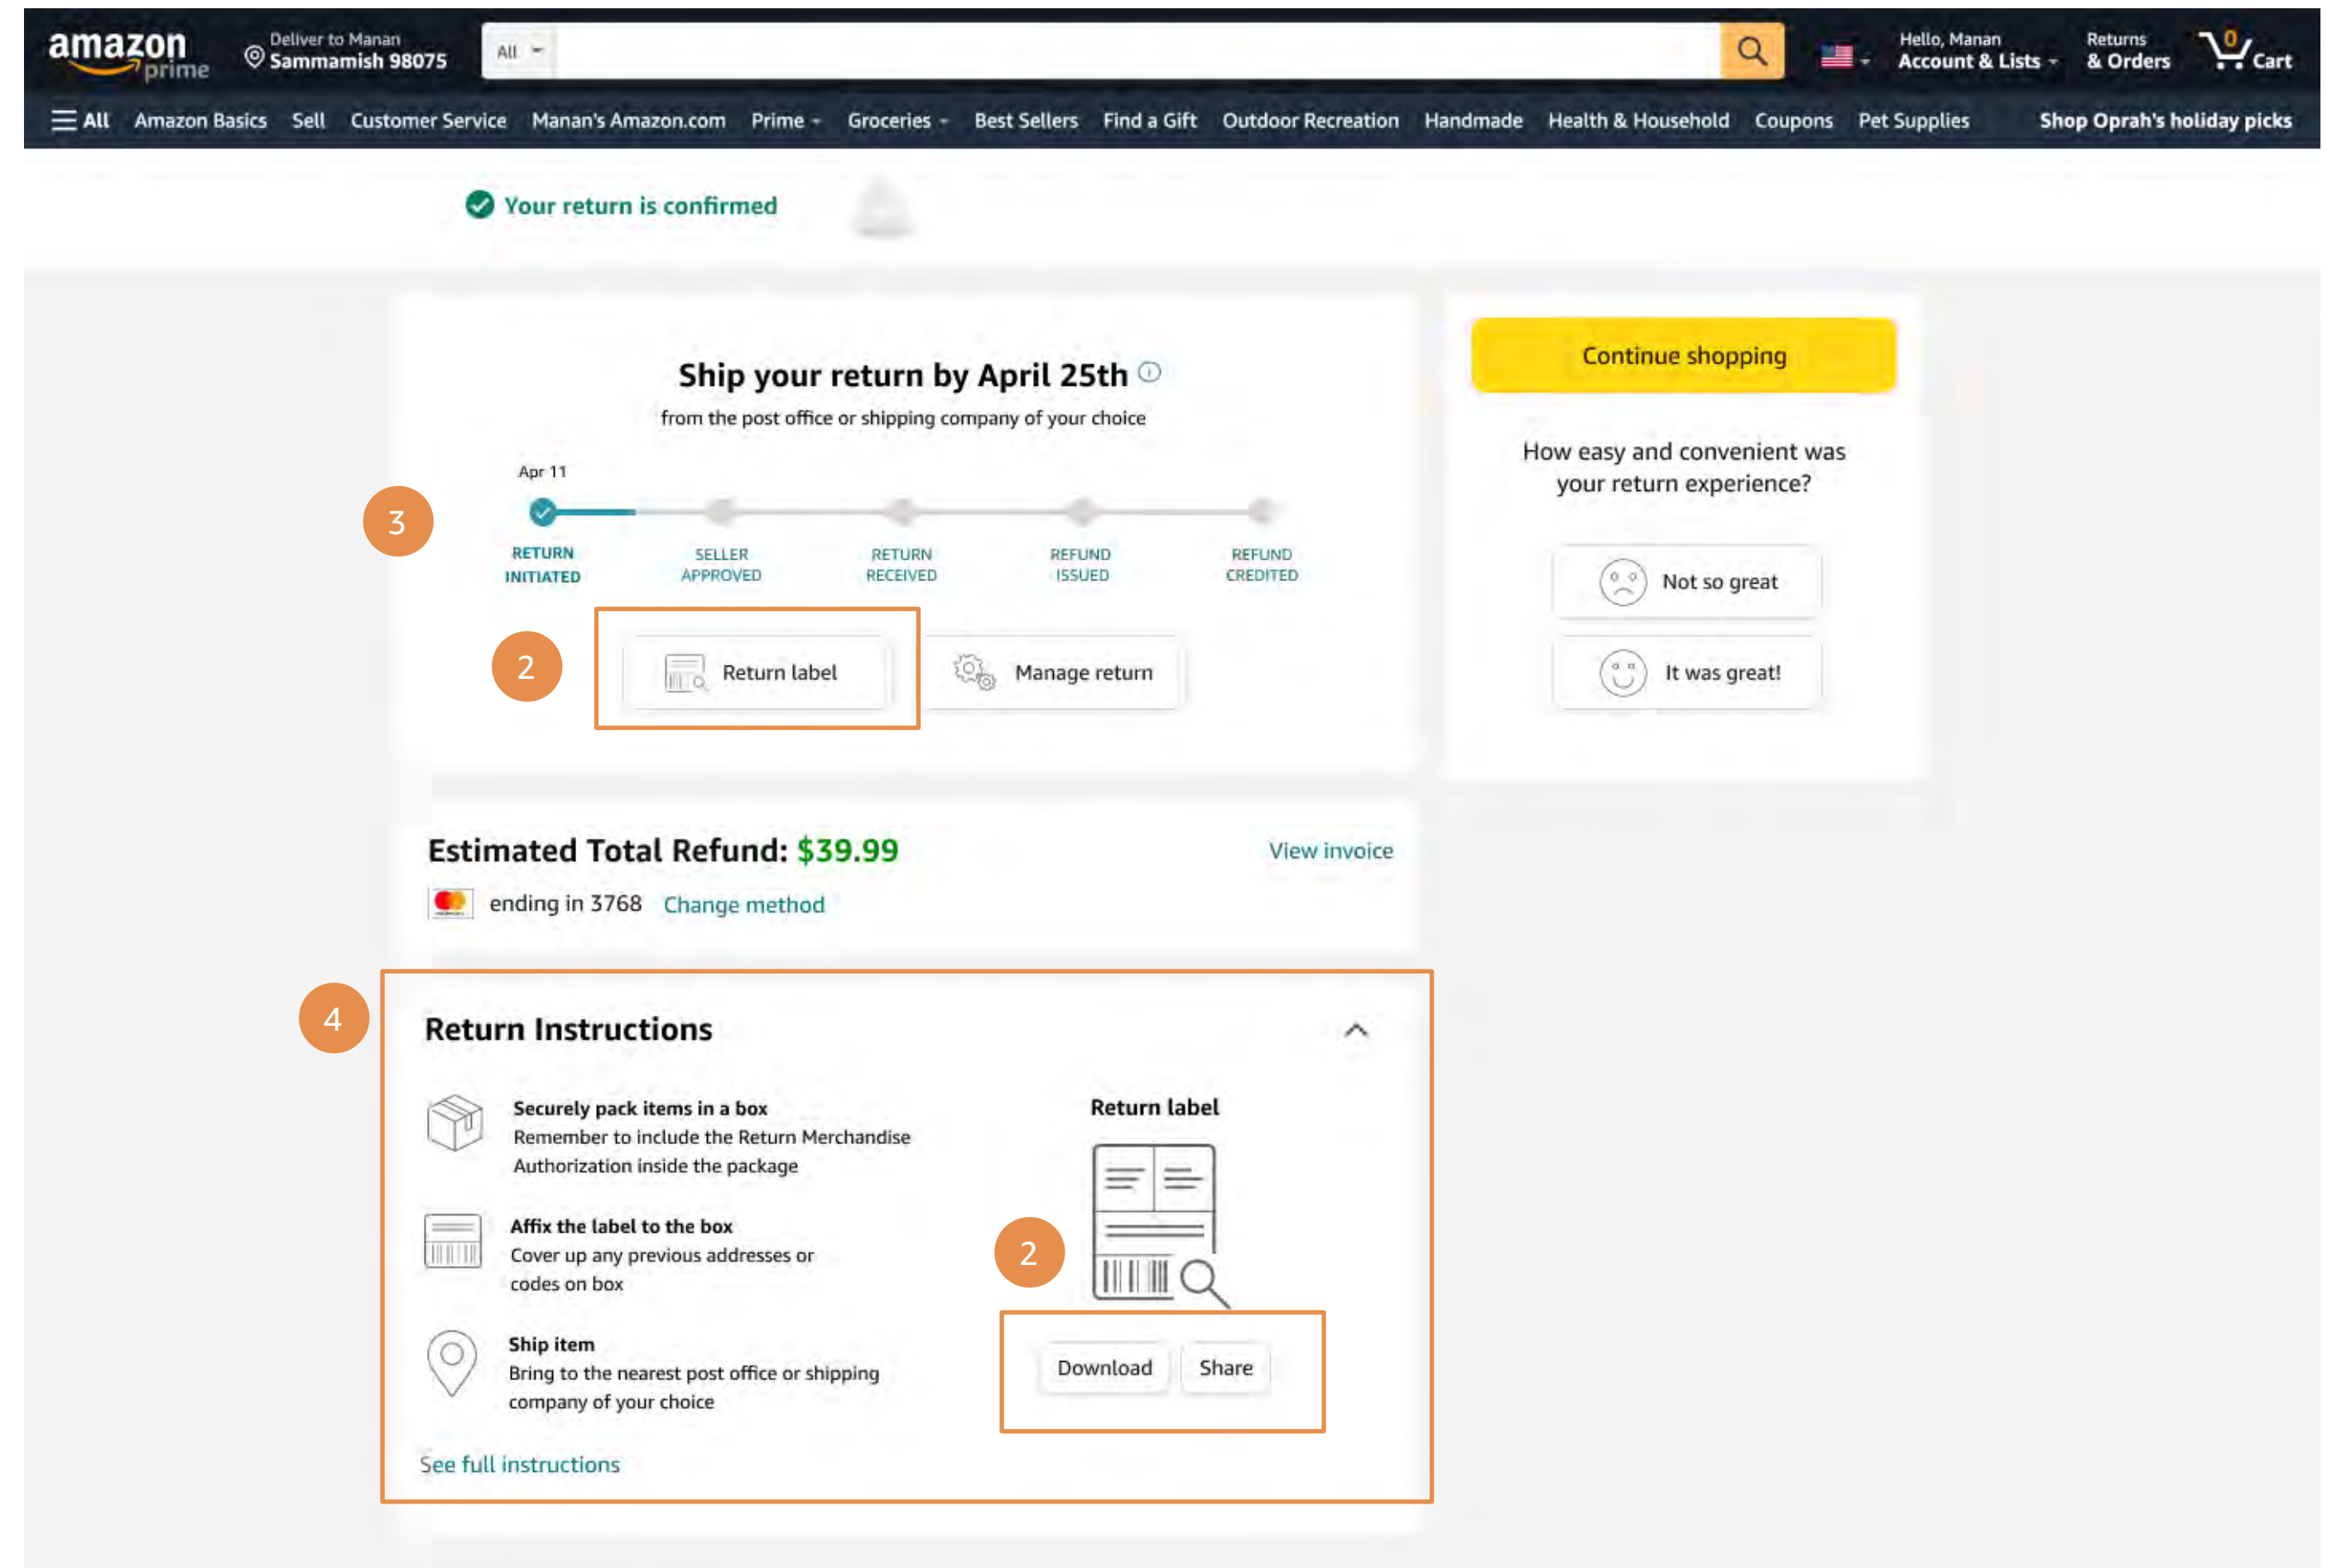 amazon
prime
Deliver to Manan
Sammamish 98075
All
Hello, Manan
Account & Lists
Returns
& Orders
0
Cart
All Amazon Basics Sell Customer Service Manan's Amazon.com Prime Groceries Best Sellers Find a Gift Outdoor Recreation Handmade Health & Household Coupons Pet Supplies Shop Oprah's holiday picks
Your return is confirmed
Ship your return by April 25th
from the post office or shipping company of your choice
Apr 11
3
RETURN
INITIATED
SELLER
APPROVED
RETURN
RECEIVED
REFUND
ISSUED
REFUND
CREDITED
2
Return label
Manage return
Continue shopping
How easy and convenient was
your return experience?
Not so great
It was great!
Estimated Total Refund: $39.99
View invoice
ending in 3768 Change method
4
Return Instructions
Securely pack items in a box
Remember to include the Return Merchandise
Authorization inside the package
Affix the label to the box
Cover up any previous addresses or
codes on box
Ship item
Bring to the nearest post office or shipping
company of your choice
See full instructions
Return label
2
Download
Share